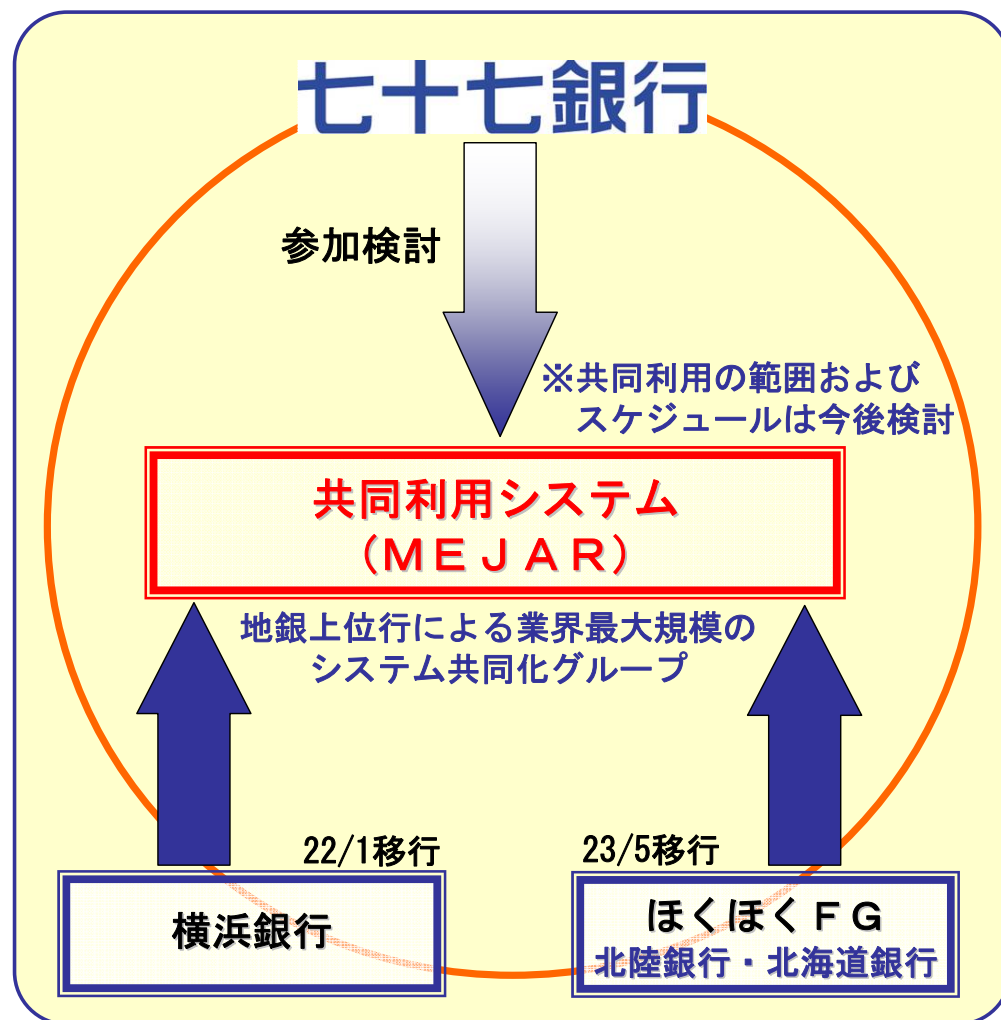 七十七銀行
参加検討
※共同利用の範囲および
スケジュールは今後検討
共同利用システム
（ＭＥＪＡＲ）
地銀上位行による業界最大規模の
システム共同化グループ
22/1移行
23/5移行
横浜銀行
ほくほくＦＧ
北陸銀行・北海道銀行